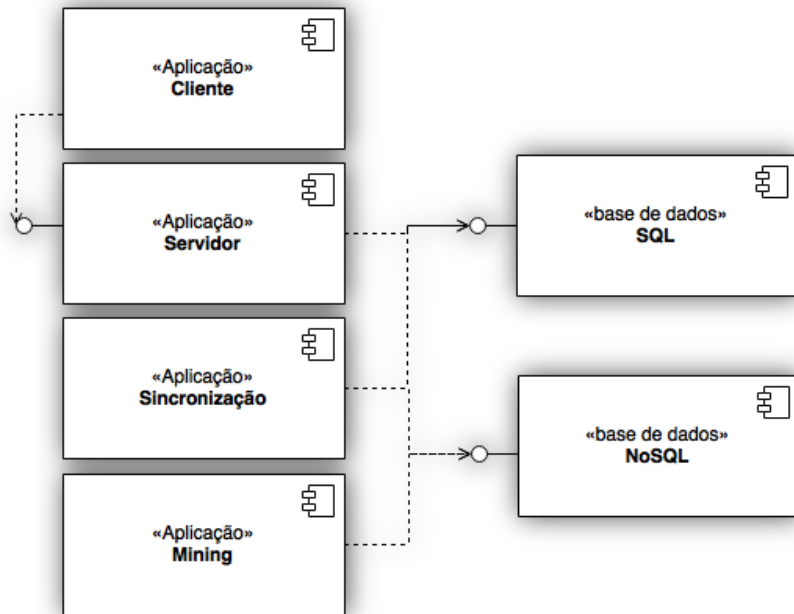 «Aplicação»
Cliente
«Aplicação»
Servidor
«Aplicação»
Sincronização
«Aplicação»
Mining
«base de dados»
SQL
«base de dados»
NoSQL